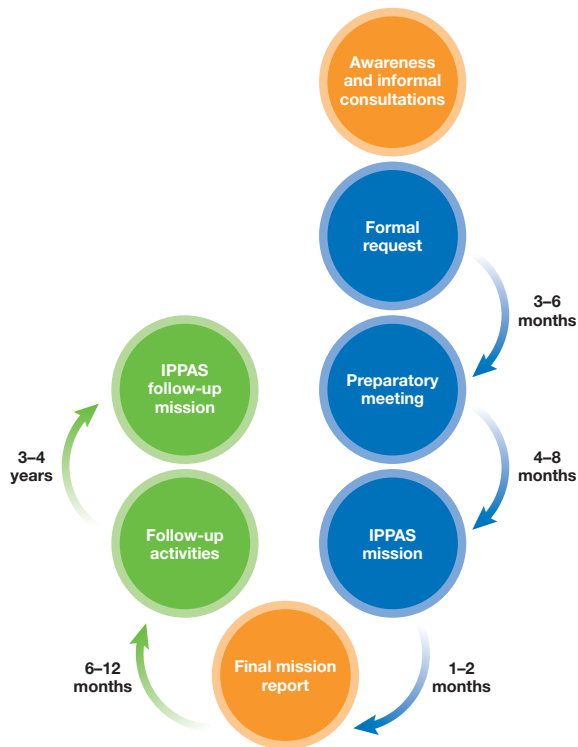 Awareness
and informal
consultations
Formal
request
3–6
months
Preparatory
meeting
4–8
months
IPPAS
mission
1–2
months
Final mission
report
6–12
months
Follow-up
activities
3–4
years
IPPAS
follow-up
mission